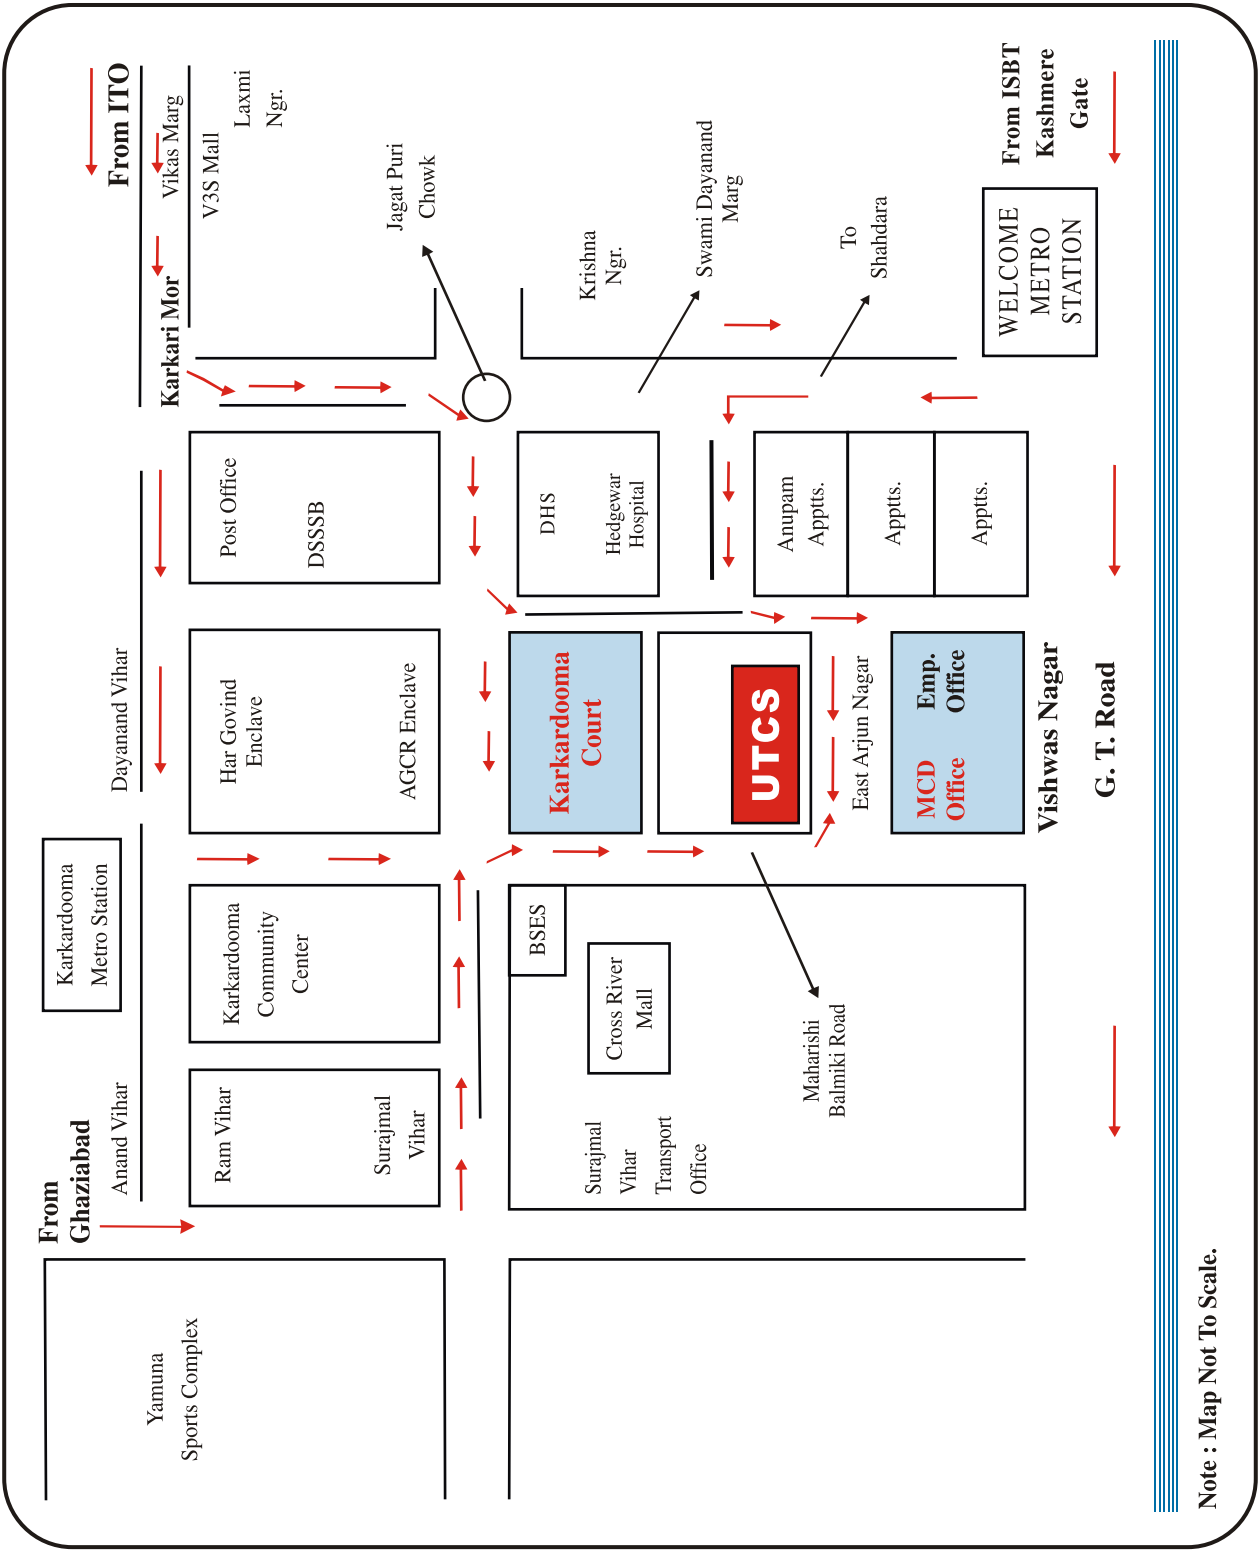 From
Ghaziabad
Anand Vihar
Karkardooma
Metro Station
Dayanand Vihar
From ITO
Vikas Marg
Karkari Mor
V3S Mall
Laxmi
Ngr.
Yamuna
Sports Complex
Ram Vihar
Surajmal
Vihar
Karkardooma
Community
Center
Har Govind
Enclave
AGCR Enclave
Post Office
DSSSB
Jagat Puri
Chowk
BSES
Cross River
Mall
Surajmal
Vihar
Transport
Office
Maharishi
Balmiki Road
Karkardooma
Court
UTCS
East Arjun Nagar
MCD
Office
Emp.
Office
DHS
Hedgewar
Hospital
Anupam
Apptts.
Apptts.
Apptts.
Krishna
Ngr.
Swami Dayanand
Marg
To
Shahdara
WELCOME
METRO
STATION
From ISBT
Kashmere
Gate
Vishwas Nagar
G. T. Road
Note : Map Not To Scale.